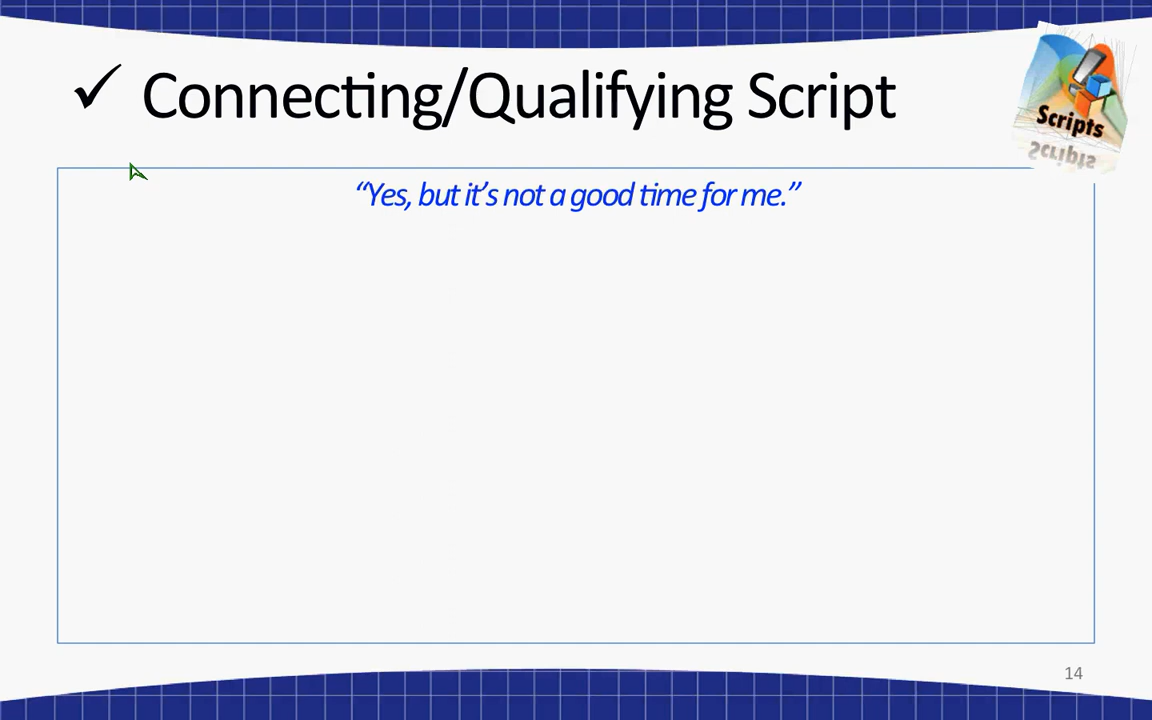 ✓ Connecting/Qualifying Script
Scripts
“Yes, but it’s not a good time for me.”
14